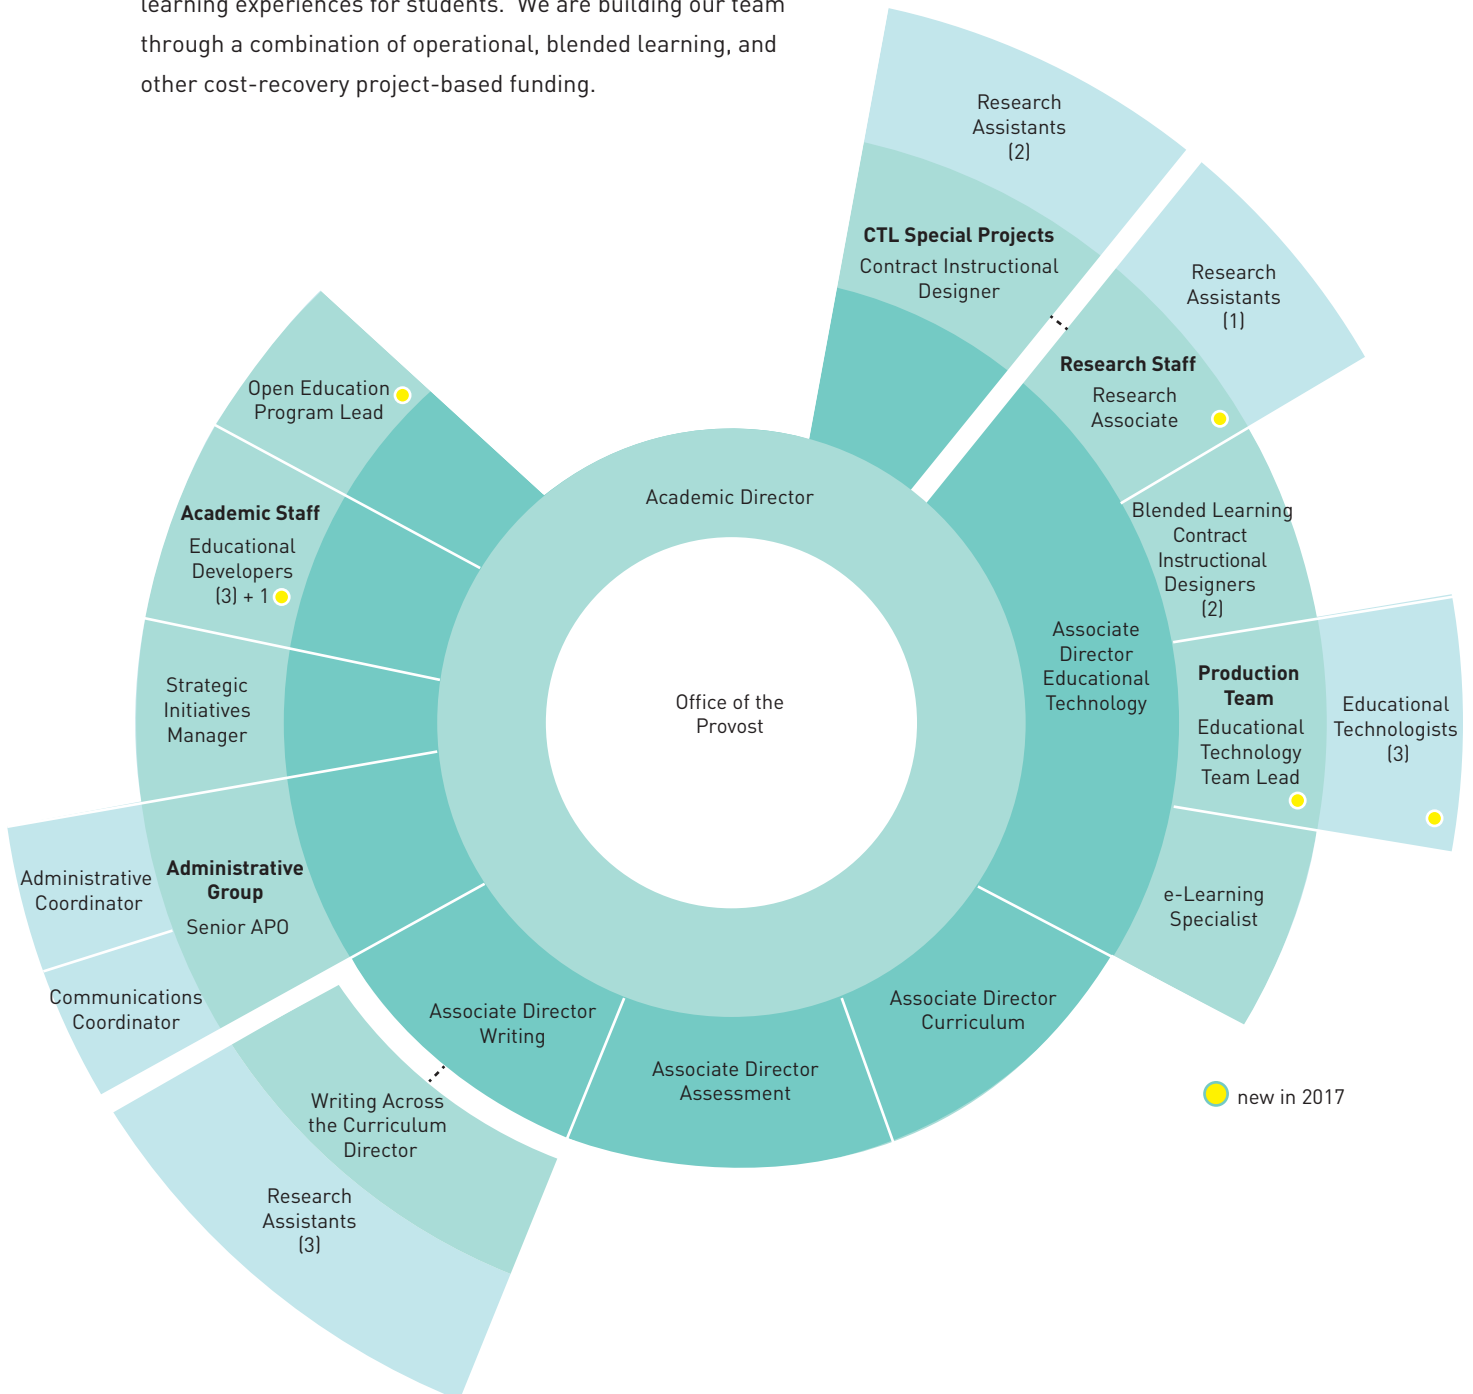 learning experiences for students. We are building our team
through a combination of operational, blended learning, and
other cost-recovery project-based funding.
Research
Assistants
(2)
CTL Special Projects
Contract Instructional
Designer
Research
Assistants
(1)
Research Staff
Research
Associate
Open Education
Program Lead
Academic Staff
Educational
Developers
(3) + 1
Strategic
Initiatives
Manager
Administrative
Group
Senior APO
Administrative
Coordinator
Communications
Coordinator
Academic Director
Office of the
Provost
Blended Learning
Contract
Instructional
Designers
(2)
Associate
Director
Educational
Technology
Production
Team
Educational
Technology
Team Lead
Educational
Technologists
(3)
e-Learning
Specialist
Associate Director
Curriculum
Associate Director
Assessment
Associate Director
Writing
Writing Across
the Curriculum
Director
Research
Assistants
(3)
new in 2017